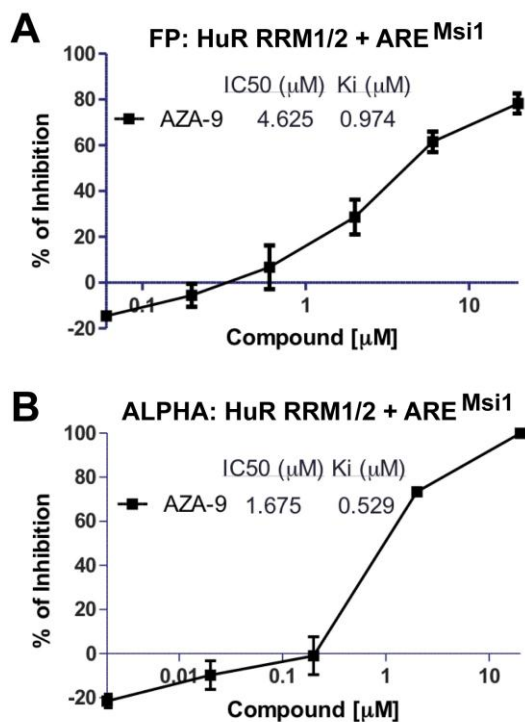 A
FP: HuR RRM1/2 + ARE Msi1
IC50 (μM) Ki (μM)
AZA-9 4.625 0.974
% of Inhibition
100
80
60
40
20
0
-20
0.1 1 10
Compound [μM]
B
ALPHA: HuR RRM1/2 + ARE Msi1
IC50 (μM) Ki (μM)
AZA-9 1.675 0.529
% of Inhibition
100
80
60
40
20
0
-20
0.01 0.1 1 10
Compound [μM]